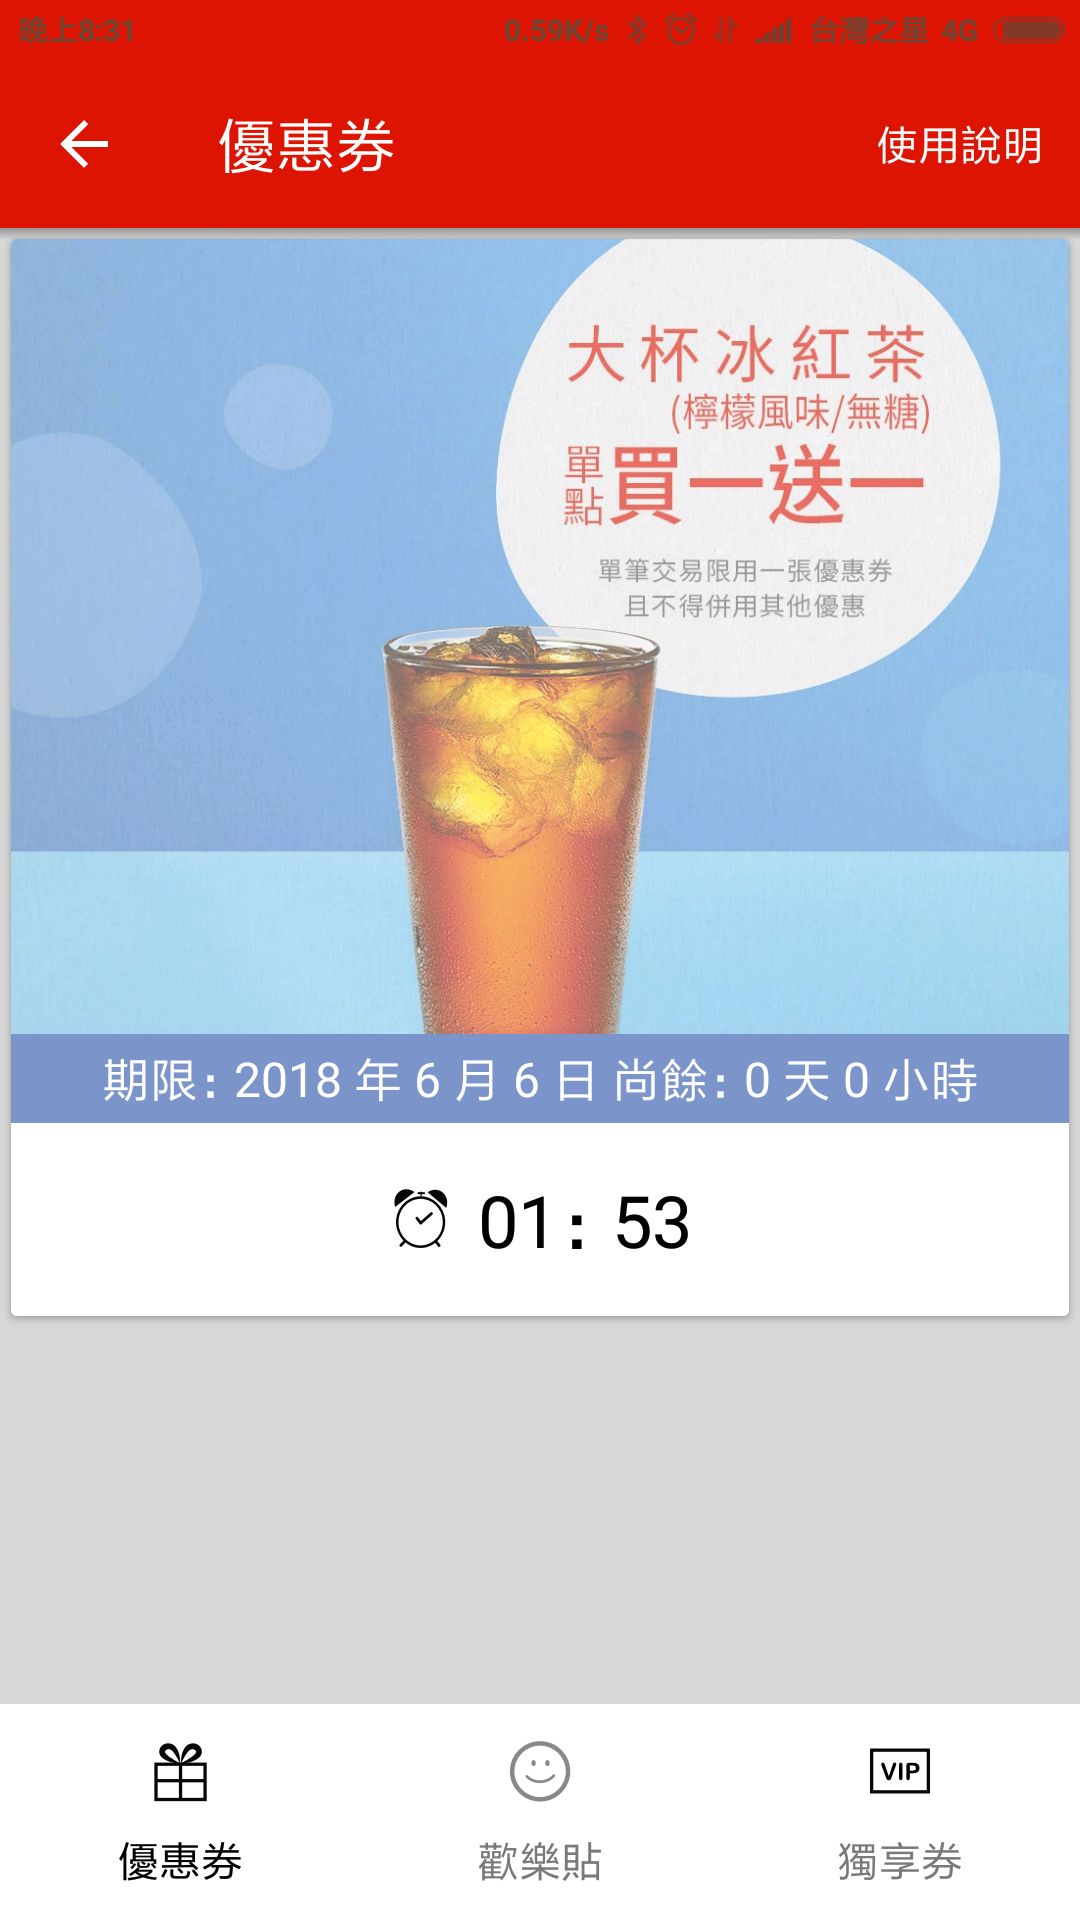 晚上8:31 0.59K/s 台灣之星 4G
優惠券 使用說明
大杯冰紅茶
(檸檬風味/無糖)
單點買一送一
單筆交易限用一張優惠券
且不得併用其他優惠
期限: 2018 年 6 月 6 日 尚餘: 0 天 0 小時
01: 53
VIP
優惠券 歡樂貼 獨享券